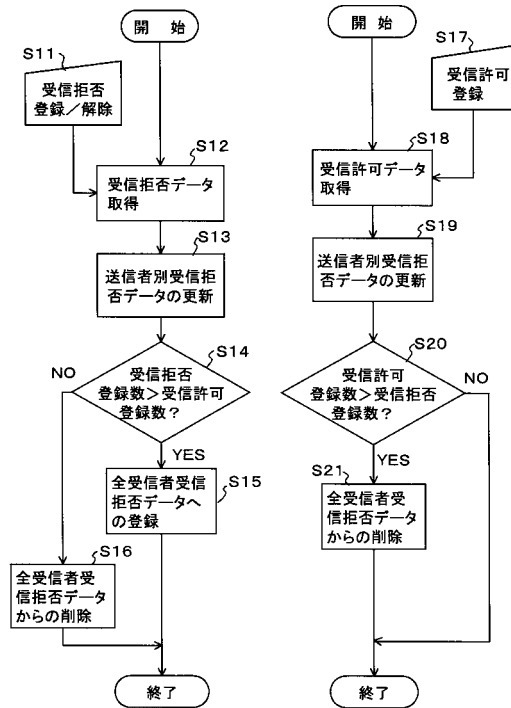 開 始
S11
受信拒否
登録／解除
S12
受信拒否データ
取得
S13
送信者別受信拒
否データの更新
S14
受信拒否
登録数＞受信許可
登録数？
NO
YES
S15
全受信者受信
拒否データへ
の登録
S16
全受信者受
信拒否データ
からの削除
終了
開 始
S17
受信許可
登録
S18
受信許可データ
取得
S19
送信者別受信拒
否データの更新
S20
受信許可
登録数＞受信拒否
登録数？
NO
YES
S21
全受信者受
信拒否データ
からの削除
終了